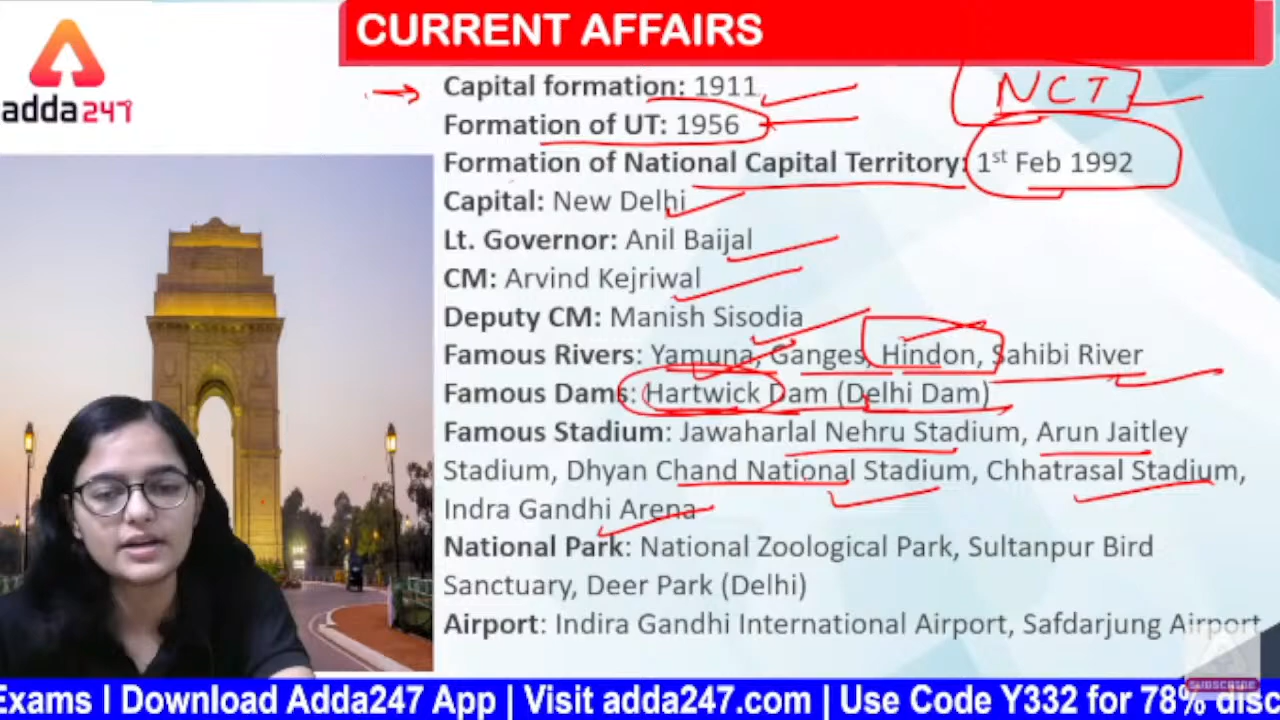 CURRENT AFFAIRS
adda247
NCT
Capital formation: 1911
Formation of UT: 1956
Formation of National Capital Territory: 1st Feb 1992
Capital: New Delhi
Lt. Governor: Anil Baijal
CM: Arvind Kejriwal
Deputy CM: Manish Sisodia
Famous Rivers: Yamuna, Ganges, Hindon, Sahibi River
Famous Dams: Hartwick Dam (Delhi Dam)
Famous Stadium: Jawaharlal Nehru Stadium, Arun Jaitley
Stadium, Dhyan Chand National Stadium, Chhatrasal Stadium,
Indra Gandhi Arena
National Park: National Zoological Park, Sultanpur Bird
Sanctuary, Deer Park (Delhi)
Airport: Indira Gandhi International Airport, Safdarjung Airport
SUBSCRIBE
Exams | Download Adda247 App | Visit adda247.com | Use Code Y332 for 78% disc